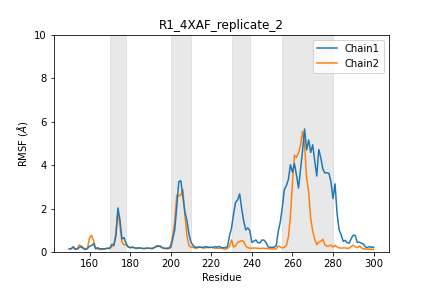 R1_4XAF_replicate_2
10
8
6
4
2
0
RMSF (Å)
Chain1
Chain2
160 180 200 220 240 260 280 300
Residue